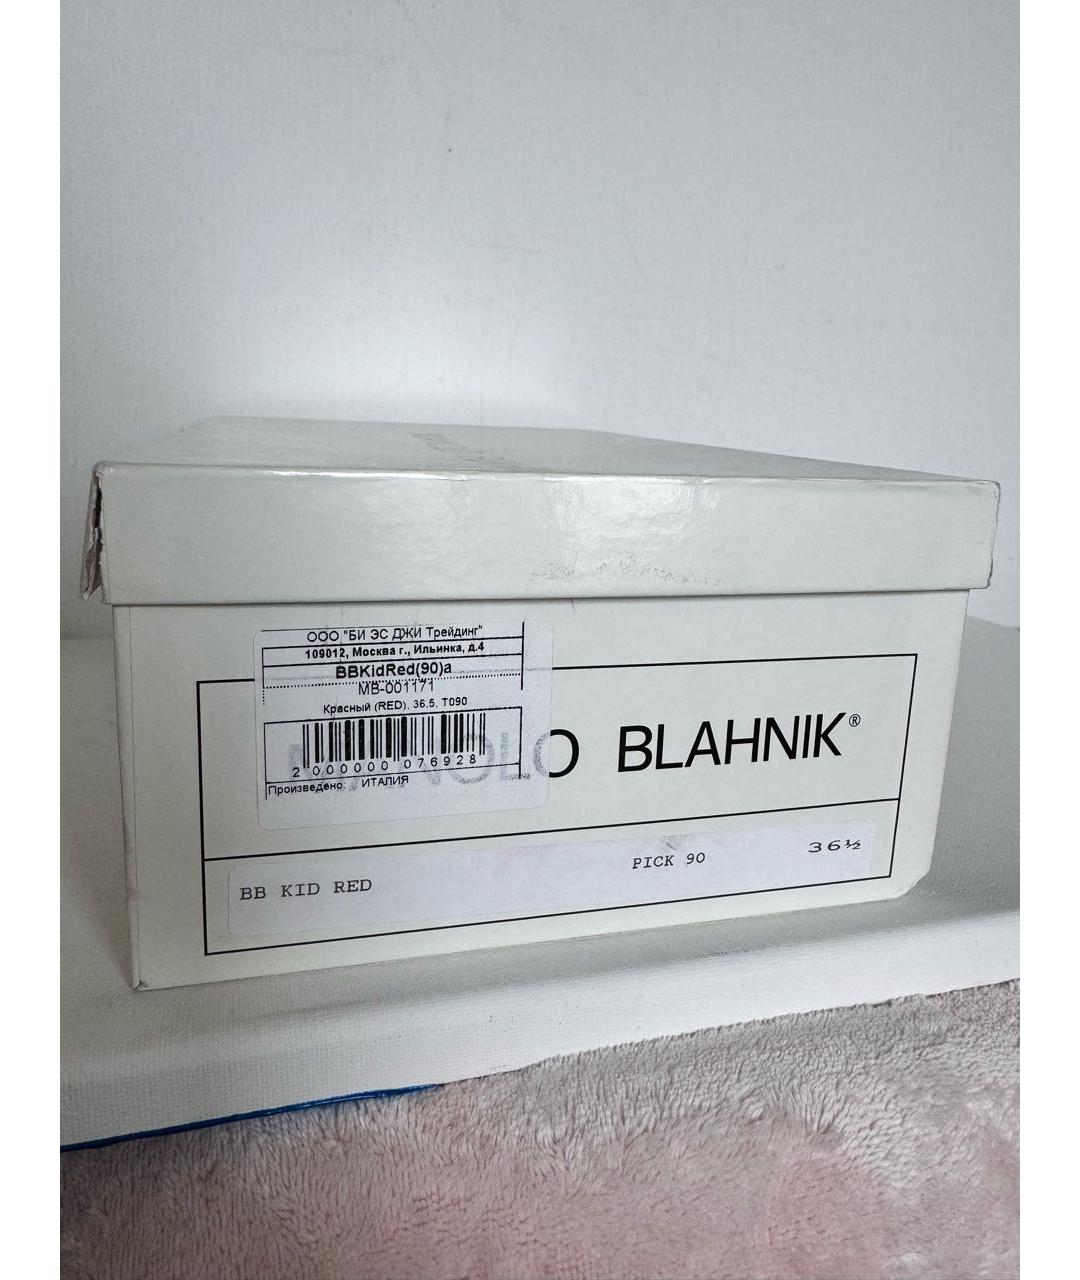 ООО "БИ ЭС ДЖИ Трейдинг"
109012, Москва г., Ильинка, д.4
BBKidRed(90)a
MB-001171
Красный (RED), 36.5, T090
2 000000 076928
Произведено: ИТАЛИЯ
MANOLO BLAHNIK®
BB KID RED PICK 90 36½